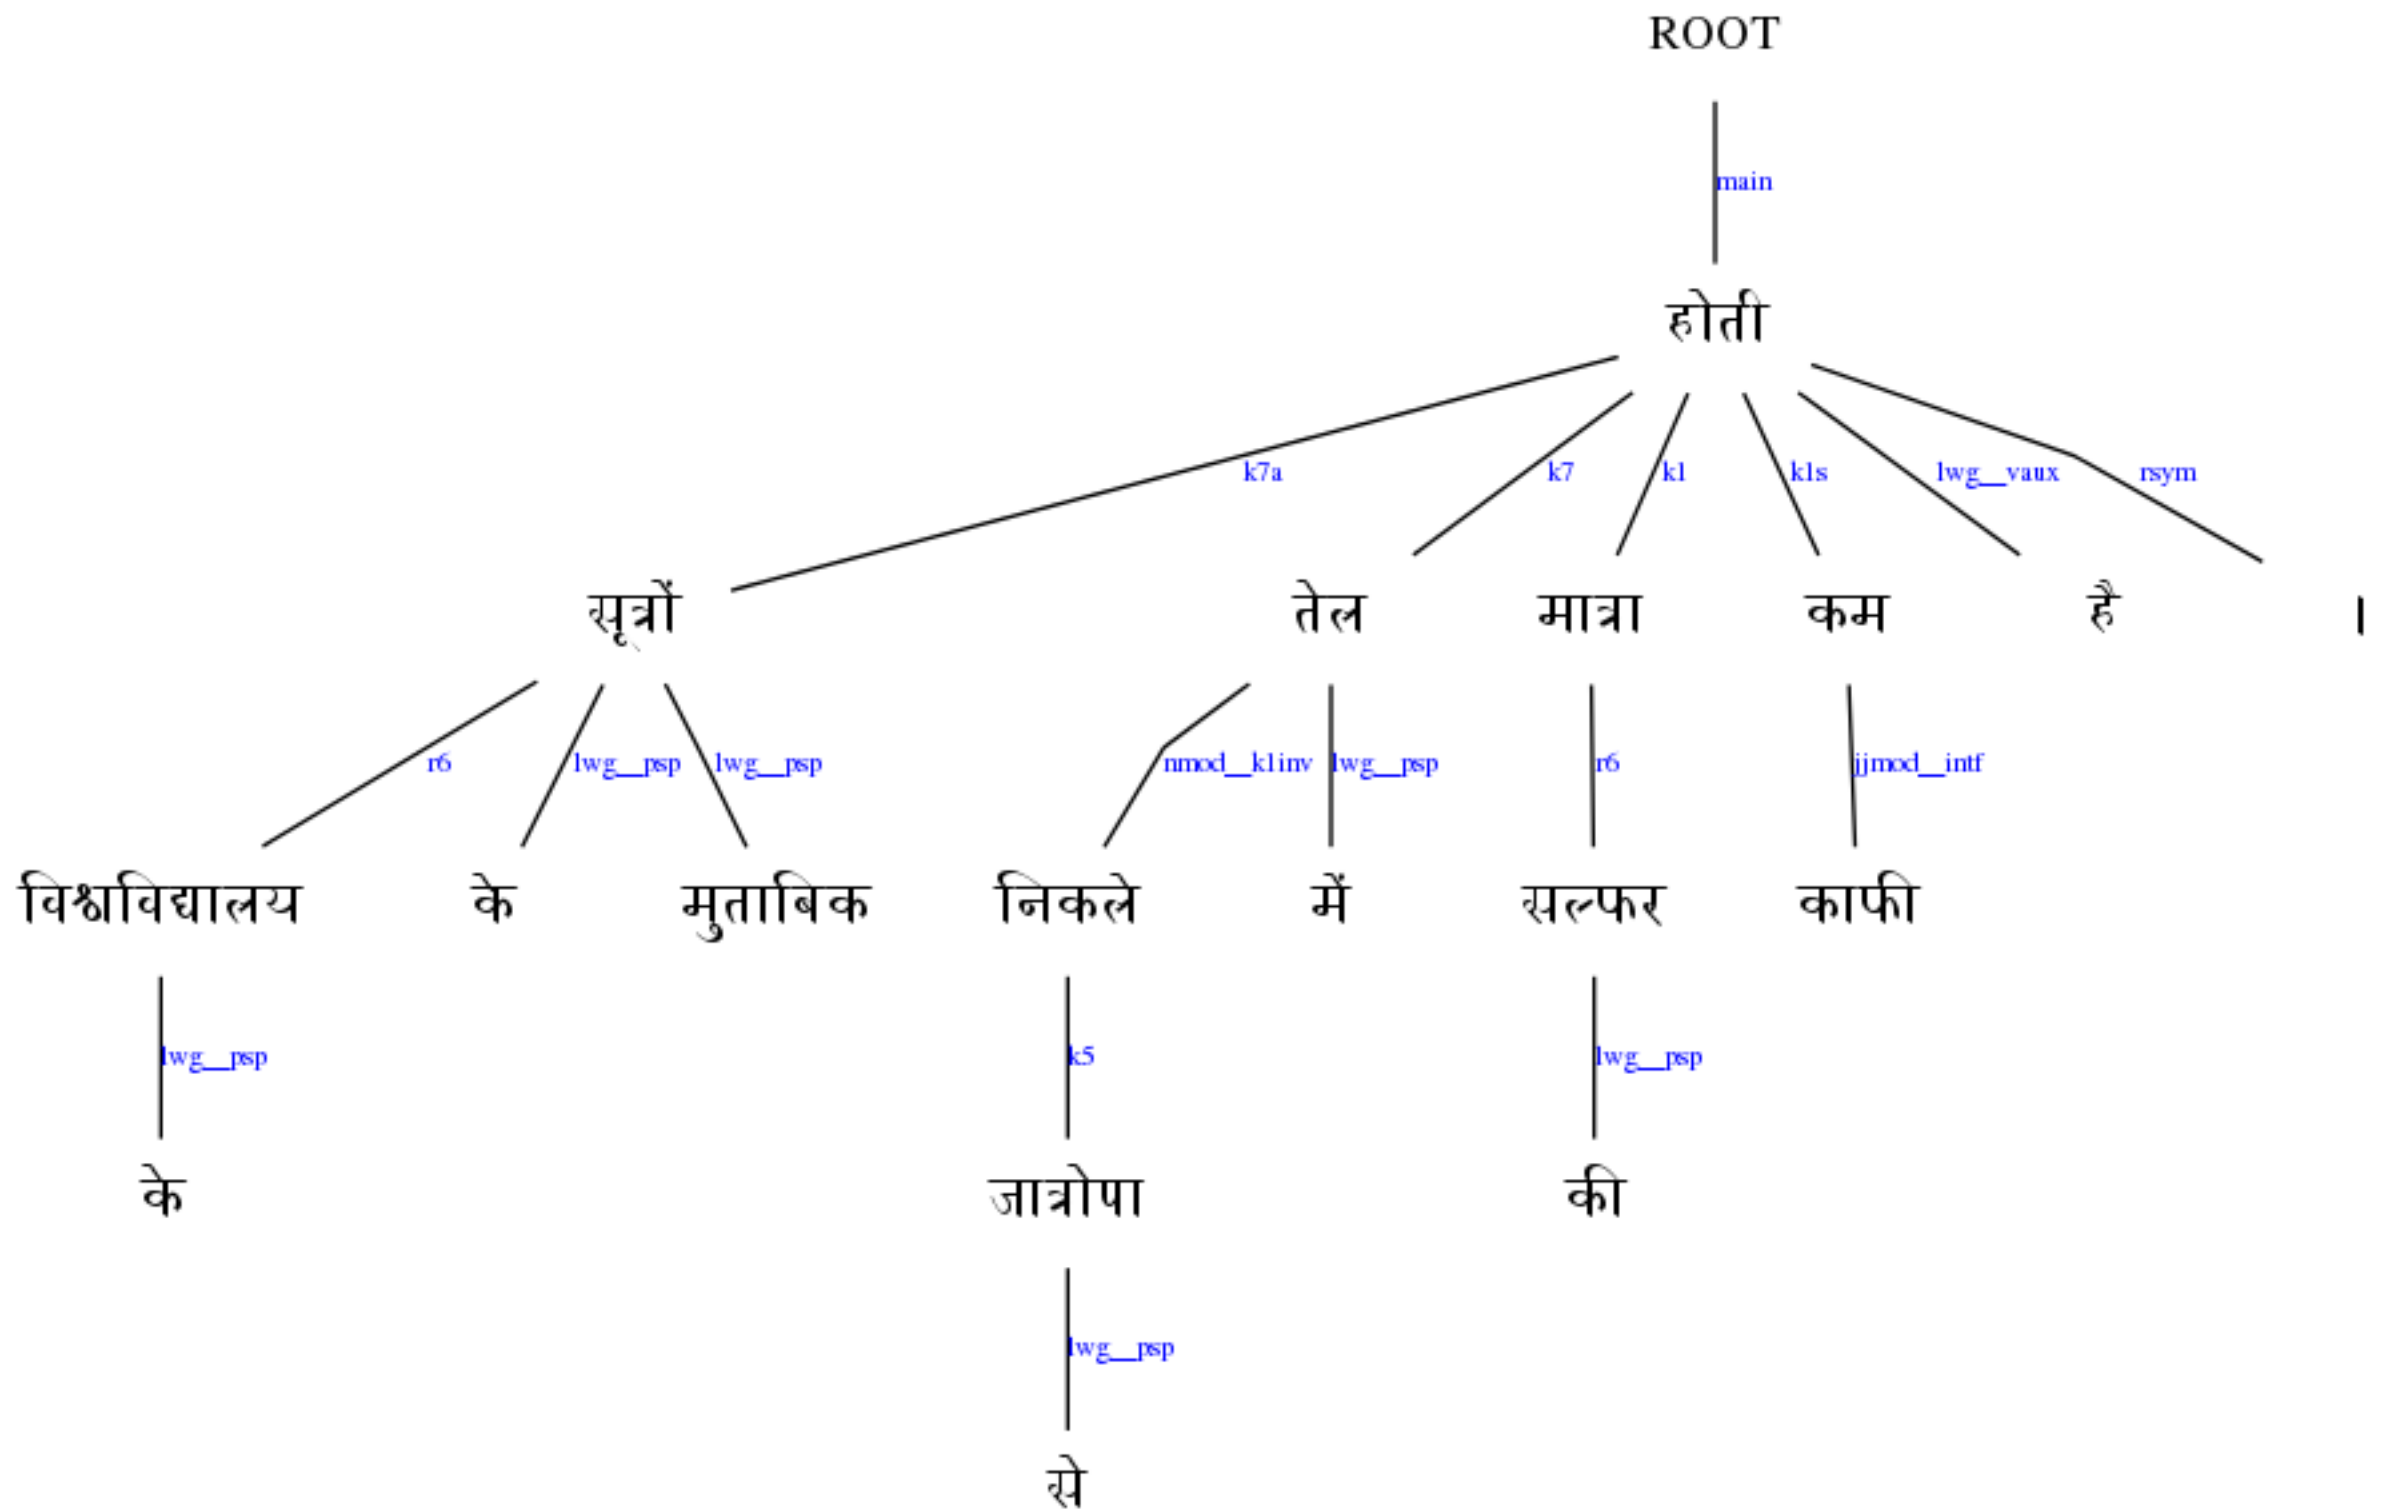 ROOT
main
होती
k7a k7 k1 k1s lwg__vaux rsym
सूत्रों तेल मात्रा कम है ।
r6 lwg__psp lwg__psp nmod__k1inv lwg__psp r6 jjmod__intf
विश्वविद्यालय के मुताबिक निकले में सल्फर काफी
lwg__psp k5 lwg__psp
के जात्रोपा की
lwg__psp
से